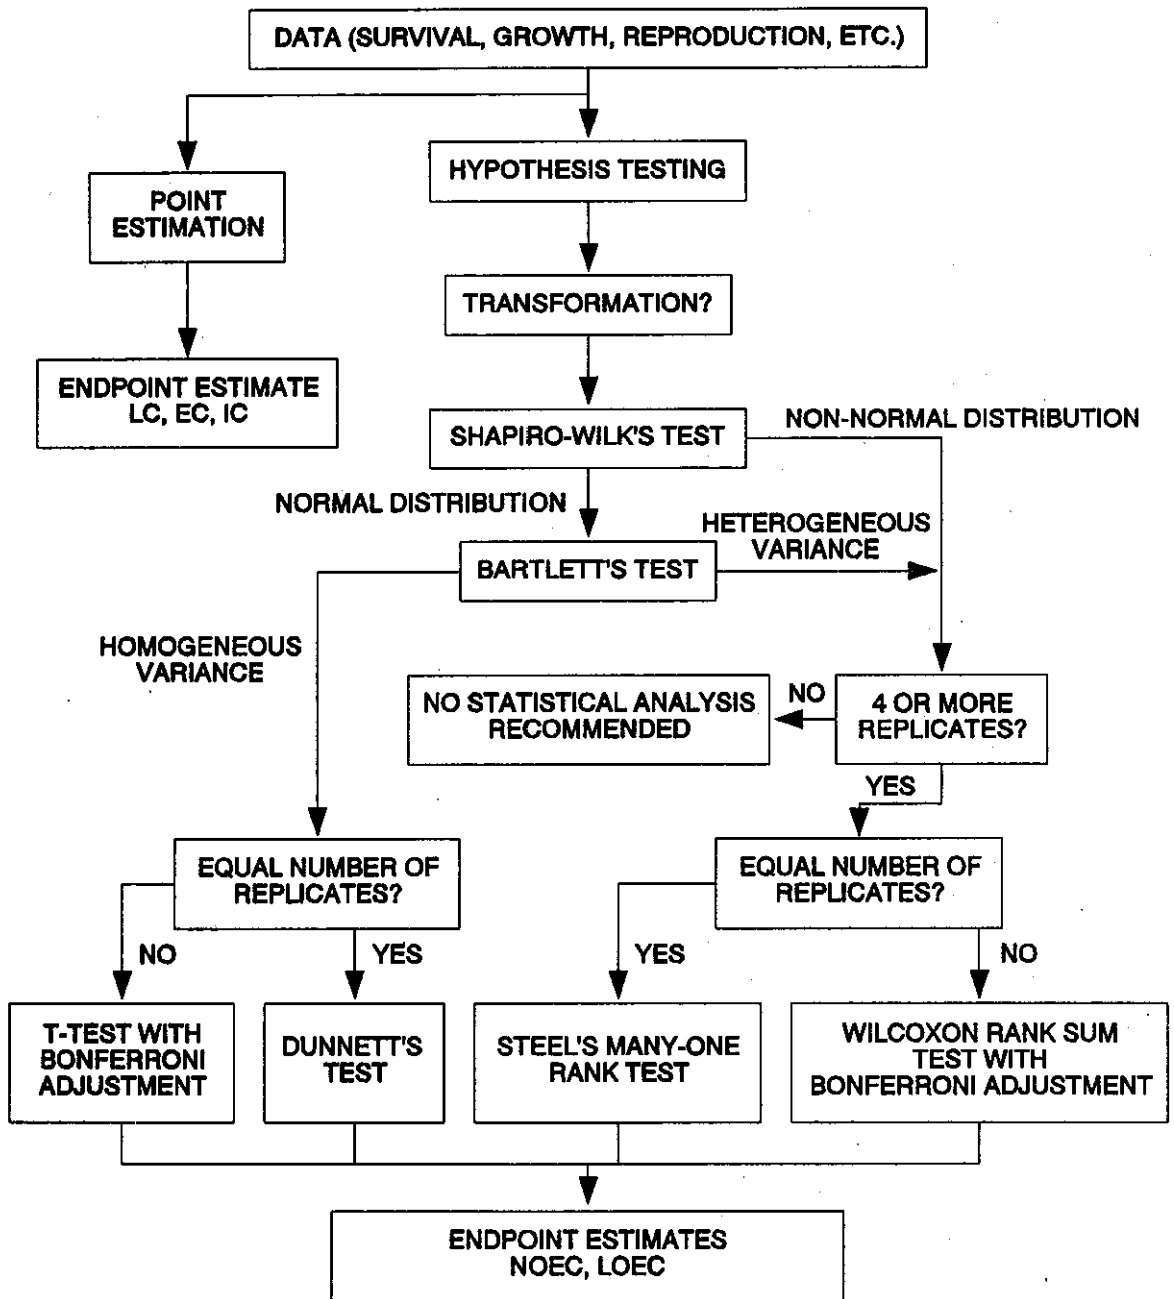 DATA (SURVIVAL, GROWTH, REPRODUCTION, ETC.)
HYPOTHESIS TESTING
POINT
ESTIMATION
TRANSFORMATION?
ENDPOINT ESTIMATE
LC, EC, IC
SHAPIRO-WILK'S TEST
NON-NORMAL DISTRIBUTION
NORMAL DISTRIBUTION
HETEROGENEOUS
VARIANCE
BARTLETT'S TEST
HOMOGENEOUS
VARIANCE
NO STATISTICAL ANALYSIS
RECOMMENDED
NO
4 OR MORE
REPLICATES?
YES
EQUAL NUMBER OF
REPLICATES?
EQUAL NUMBER OF
REPLICATES?
NO
YES
YES
NO
T-TEST WITH
BONFERRONI
ADJUSTMENT
DUNNETT'S
TEST
STEEL'S MANY-ONE
RANK TEST
WILCOXON RANK SUM
TEST WITH
BONFERRONI ADJUSTMENT
ENDPOINT ESTIMATES
NOEC, LOEC